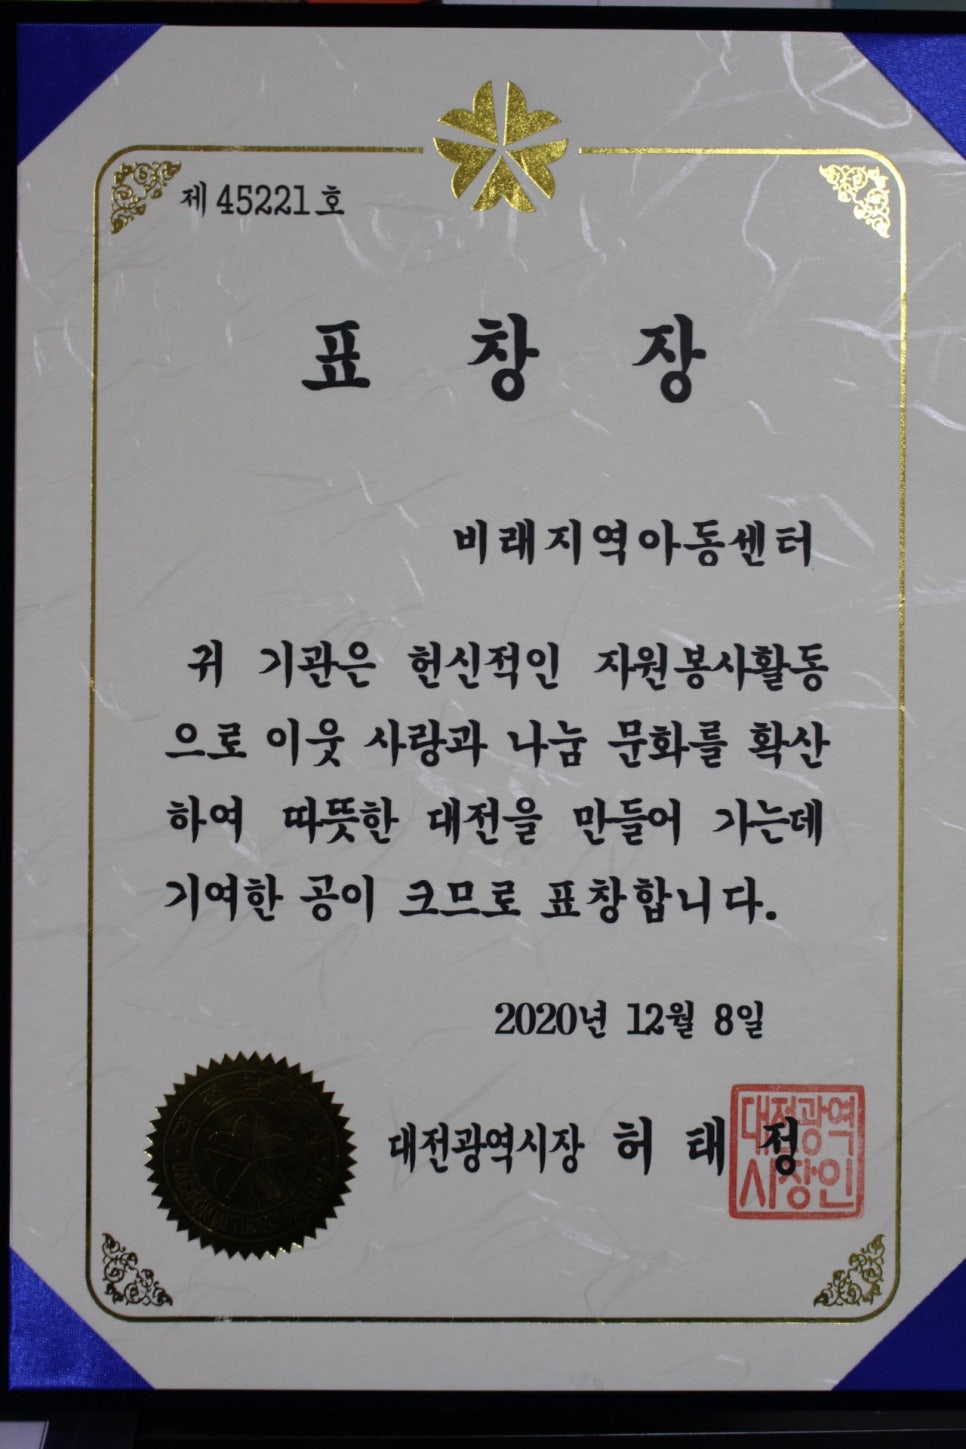 제 45221 호
표 창 장
비래지역아동센터
귀 기관은 헌신적인 자원봉사활동
으로 이웃 사랑과 나눔 문화를 확산
하여 따뜻한 대전을 만들어 가는데
기여한 공이 크므로 표창합니다.
2020년 12월 8일
대전광역시장 허 태 정
대전광역
시장인